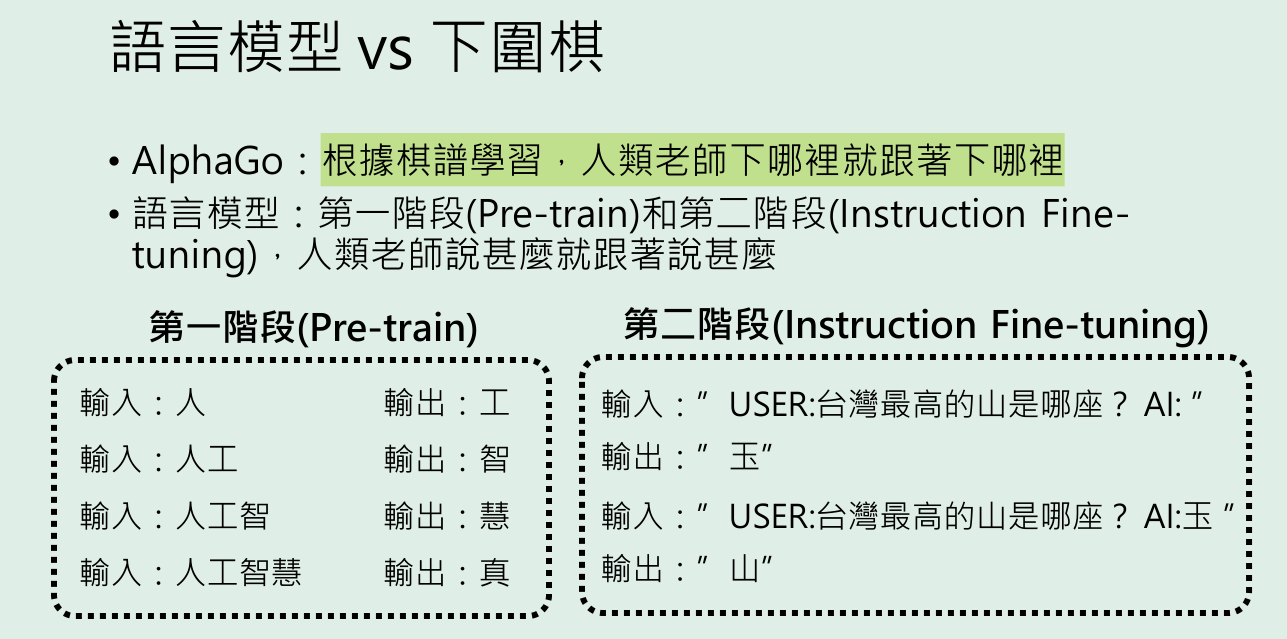 語言模型 vs 下圍棋
• AlphaGo：根據棋譜學習，人類老師下哪裡就跟著下哪裡
• 語言模型：第一階段(Pre-train)和第二階段(Instruction Fine-
tuning)，人類老師說甚麼就跟著說甚麼
第一階段(Pre-train)
輸入：人 輸出：工
輸入：人工 輸出：智
輸入：人工智 輸出：慧
輸入：人工智慧 輸出：真
第二階段(Instruction Fine-tuning)
輸入：”USER:台灣最高的山是哪座？ AI: ”
輸出：”玉”
輸入：”USER:台灣最高的山是哪座？ AI:玉 ”
輸出：”山”